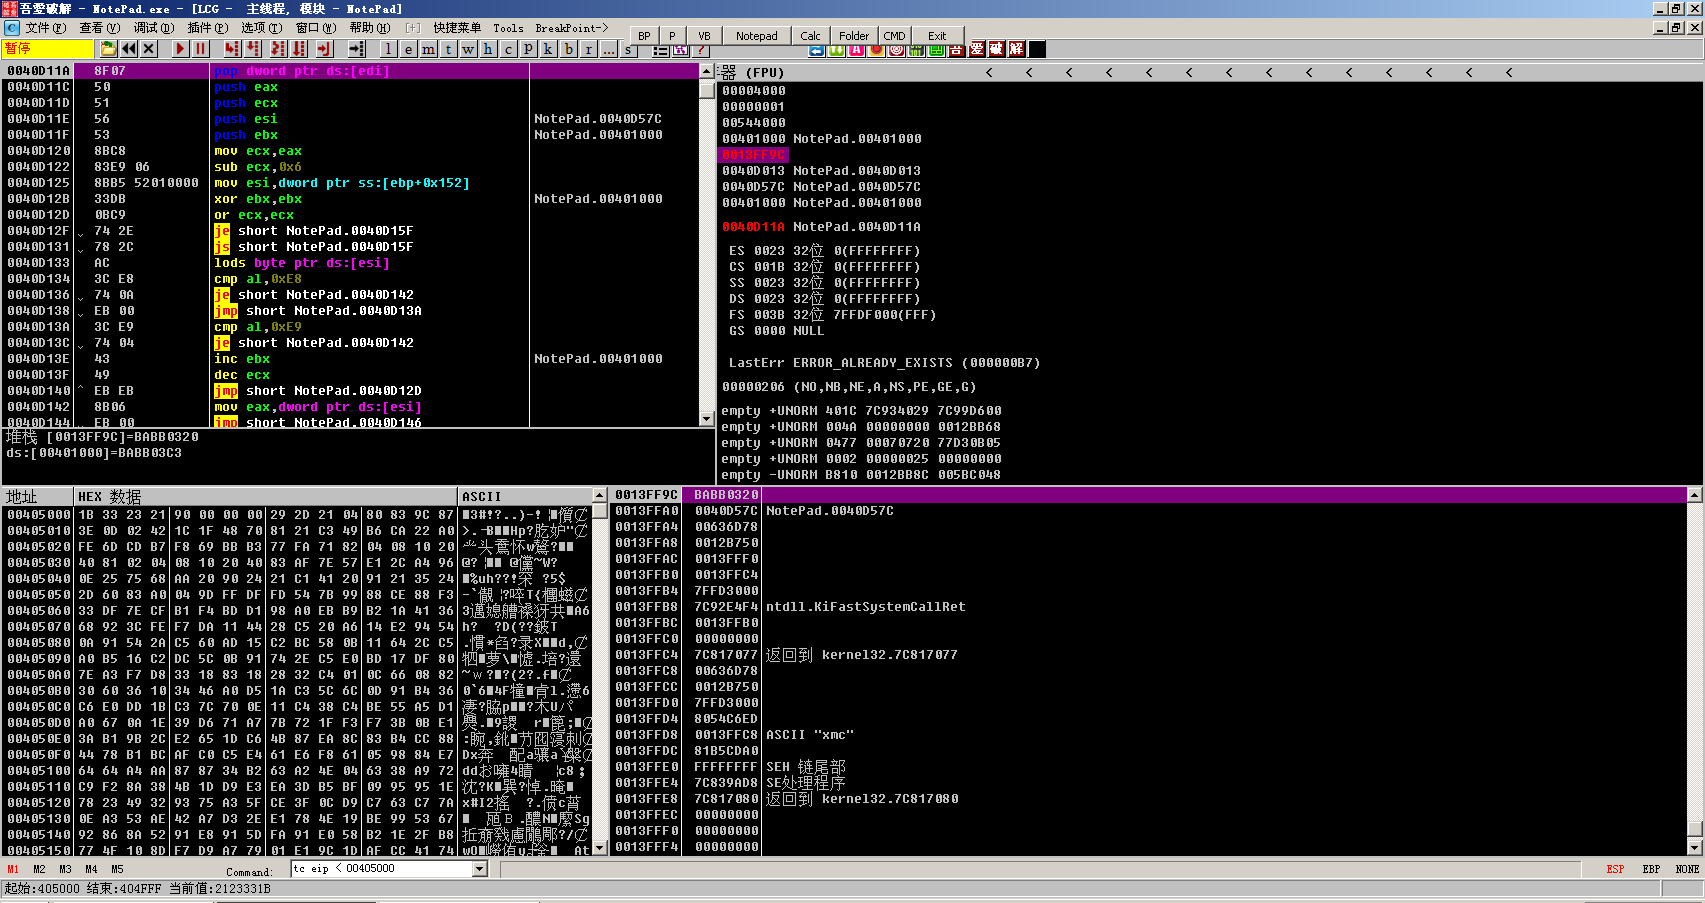 吾愛破解 - NotePad.exe - [LCG - 主线程, 模块 - NotePad]
文件(F) 查看(V) 调试(D) 插件(P) 选项(T) 窗口(W) 帮助(H) [+] 快捷菜单 Tools BreakPoint->
BP P VB Notepad Calc Folder CMD Exit
暂停
l e m t w h c p k b r ... s
吾 爱 破 解
0040D11A 8F07 pop dword ptr ds:[edi]
0040D11C 50 push eax
0040D11D 51 push ecx
0040D11E 56 push esi NotePad.0040D57C
0040D11F 53 push ebx NotePad.00401000
0040D120 8BC8 mov ecx,eax
0040D122 83E9 06 sub ecx,0x6
0040D125 8BB5 52010000 mov esi,dword ptr ss:[ebp+0x152]
0040D12B 33DB xor ebx,ebx NotePad.00401000
0040D12D 0BC9 or ecx,ecx
0040D12F 74 2E je short NotePad.0040D15F
0040D131 78 2C js short NotePad.0040D15F
0040D133 AC lods byte ptr ds:[esi]
0040D134 3C E8 cmp al,0xE8
0040D136 74 0A je short NotePad.0040D142
0040D138 EB 00 jmp short NotePad.0040D13A
0040D13A 3C E9 cmp al,0xE9
0040D13C 74 04 je short NotePad.0040D142
0040D13E 43 inc ebx NotePad.00401000
0040D13F 49 dec ecx
0040D140 EB EB jmp short NotePad.0040D12D
0040D142 8B06 mov eax,dword ptr ds:[esi]
0040D144 EB 00 jmp short NotePad.0040D146
堆栈 [0013FF9C]=BABB0320
ds:[00401000]=BABB03C3
器 (FPU) < < < < < < < < < < < < < <
00004000
00000001
00544000
00401000 NotePad.00401000
0013FF9C
0040D013 NotePad.0040D013
0040D57C NotePad.0040D57C
00401000 NotePad.00401000
0040D11A NotePad.0040D11A
ES 0023 32位 0(FFFFFFFF)
CS 001B 32位 0(FFFFFFFF)
SS 0023 32位 0(FFFFFFFF)
DS 0023 32位 0(FFFFFFFF)
FS 003B 32位 7FFDF000(FFF)
GS 0000 NULL
LastErr ERROR_ALREADY_EXISTS (000000B7)
00000206 (NO,NB,NE,A,NS,PE,GE,G)
empty +UNORM 401C 7C934029 7C99D600
empty +UNORM 004A 00000000 0012BB68
empty +UNORM 0477 00070720 77D30B05
empty +UNORM 0002 00000025 00000000
empty -UNORM B810 0012BB8C 005BC048
地址 HEX 数据 ASCII
00405000 1B 33 23 21 90 00 00 00 29 2D 21 04 80 83 9C 87
00405010 3E 0D 02 42 1C 1F 48 70 81 21 C3 49 B6 CA 22 A0
00405020 FE 6D CD B7 F8 69 BB B3 77 FA 71 82 04 08 10 20
00405030 40 81 02 04 08 10 20 40 83 AF 7E 57 E1 2C A4 96
00405040 0E 25 75 68 AA 20 90 24 21 C1 41 20 91 21 35 24
00405050 2D 60 83 A0 04 9D FF DF FD 54 7B 99 88 CE 88 F3
00405060 33 DF 7E CF B1 F4 BD D1 98 A0 EB B9 B2 1A 41 36
00405070 68 92 3C FE F7 DA 11 44 28 C5 20 A6 14 E2 94 54
00405080 0A 91 54 2A C5 60 AD 15 C2 BC 58 0B 11 64 2C C5
00405090 A0 B5 16 C2 DC 5C 0B 91 74 2E C5 E0 BD 17 DF 80
004050A0 7E A3 F7 D8 33 18 83 18 28 32 C4 01 0C 66 08 82
004050B0 30 60 36 10 34 46 A0 D5 1A C3 5C 6C 0D 91 B4 36
004050C0 C6 E0 DD 1B C3 7C 70 0E 11 C4 38 C4 BE 55 A5 D1
004050D0 A0 67 0A 1E 39 D6 71 A7 7B 72 1F F3 F7 3B 0B E1
004050E0 3A B1 9B 2C E2 65 1D C6 4B 87 EA 8C 83 B4 CC 88
004050F0 44 78 B1 BC AF C0 C5 E4 61 E6 F8 61 05 98 84 E7
00405100 64 64 A4 AA 87 87 34 B2 63 A2 4E 04 63 38 A9 72
00405110 C9 F2 8A 38 4B 1D D9 E3 EA 3D B5 BF 09 95 95 1E
00405120 78 23 49 32 93 75 A3 5F CE 3F 0C D9 C7 63 C7 7A
00405130 0E A3 53 AE 42 A7 D3 2E E1 78 4E 19 BE 99 53 67
00405140 92 86 8A 52 91 E8 91 5D FA 91 E0 58 B2 1E 2F B8
00405150 77 4F 10 8D F7 D9 A7 79 01 E1 9C 1D AF CC 41 74
0013FF9C BABB0320
0013FFA0 0040D57C NotePad.0040D57C
0013FFA4 00636D78
0013FFA8 0012B750
0013FFAC 0013FFF0
0013FFB0 0013FFC4
0013FFB4 7FFD3000
0013FFB8 7C92E4F4 ntdll.KiFastSystemCallRet
0013FFBC 0013FFB0
0013FFC0 00000000
0013FFC4 7C817077 返回到 kernel32.7C817077
0013FFC8 00636D78
0013FFCC 0012B750
0013FFD0 7FFD3000
0013FFD4 8054C6ED
0013FFD8 0013FFC8 ASCII "xmc"
0013FFDC 81B5CDA0
0013FFE0 FFFFFFFF SEH 链尾部
0013FFE4 7C839AD8 SE处理程序
0013FFE8 7C817080 返回到 kernel32.7C817080
0013FFEC 00000000
0013FFF0 00000000
0013FFF4 00000000
M1 M2 M3 M4 M5 Command: tc eip < 00405000 ESP EBP NONE
起始:405000 结束:404FFF 当前值:2123331B